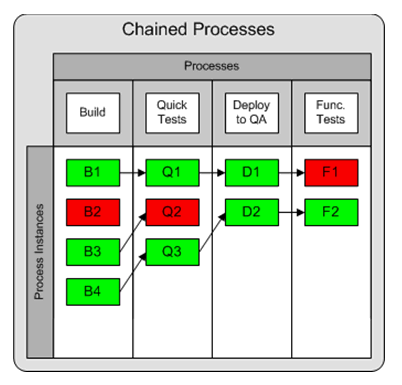 Chained Processes
Processes
Build
Quick
Tests
Deploy
to QA
Func.
Tests
Process Instances
B1
Q1
D1
F1
B2
Q2
D2
F2
B3
Q3
B4